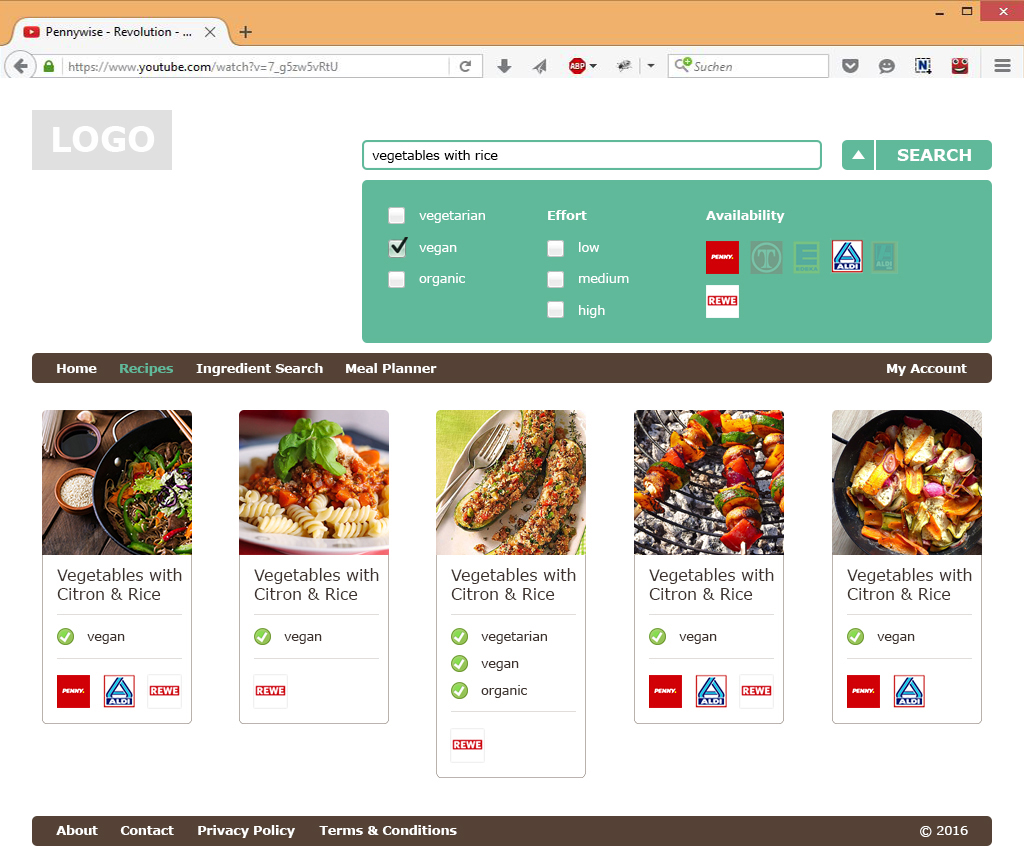 Pennywise - Revolution - ...
https://www.youtube.com/watch?v=7_g5zw5vRtU
ABP
Suchen
N
LOGO
vegetables with rice
SEARCH
vegetarian
Effort
Availability
vegan
low
PENNY.
T
E
ALDI
ALDI
organic
medium
REWE
high
Home
Recipes
Ingredient Search
Meal Planner
My Account
Vegetables with
Citron & Rice
vegan
PENNY.
ALDI
REWE
Vegetables with
Citron & Rice
vegan
REWE
Vegetables with
Citron & Rice
vegetarian
vegan
organic
REWE
Vegetables with
Citron & Rice
vegan
PENNY.
ALDI
REWE
Vegetables with
Citron & Rice
vegan
PENNY.
ALDI
About
Contact
Privacy Policy
Terms & Conditions
© 2016